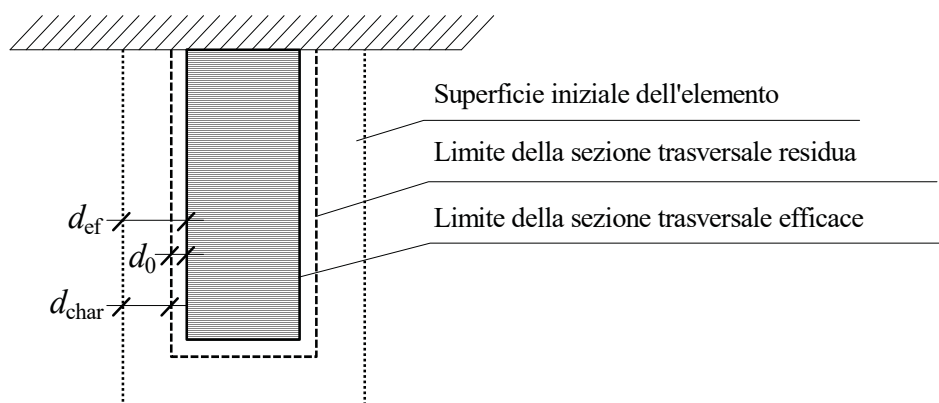 Superficie iniziale dell'elemento
Limite della sezione trasversale residua
Limite della sezione trasversale efficace
d_ef
d_0
d_char